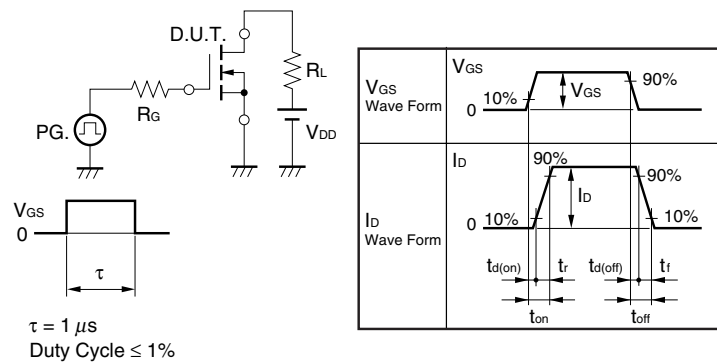 D.U.T.
RL
RG
PG.
VDD
VGS
0
τ
τ = 1 μs
Duty Cycle ≤ 1%
VGS
Wave Form
VGS
10%
0
VGS
90%
ID
Wave Form
ID
90%
90%
ID
10%
0
10%
td(on)
tr
td(off)
tf
ton
toff